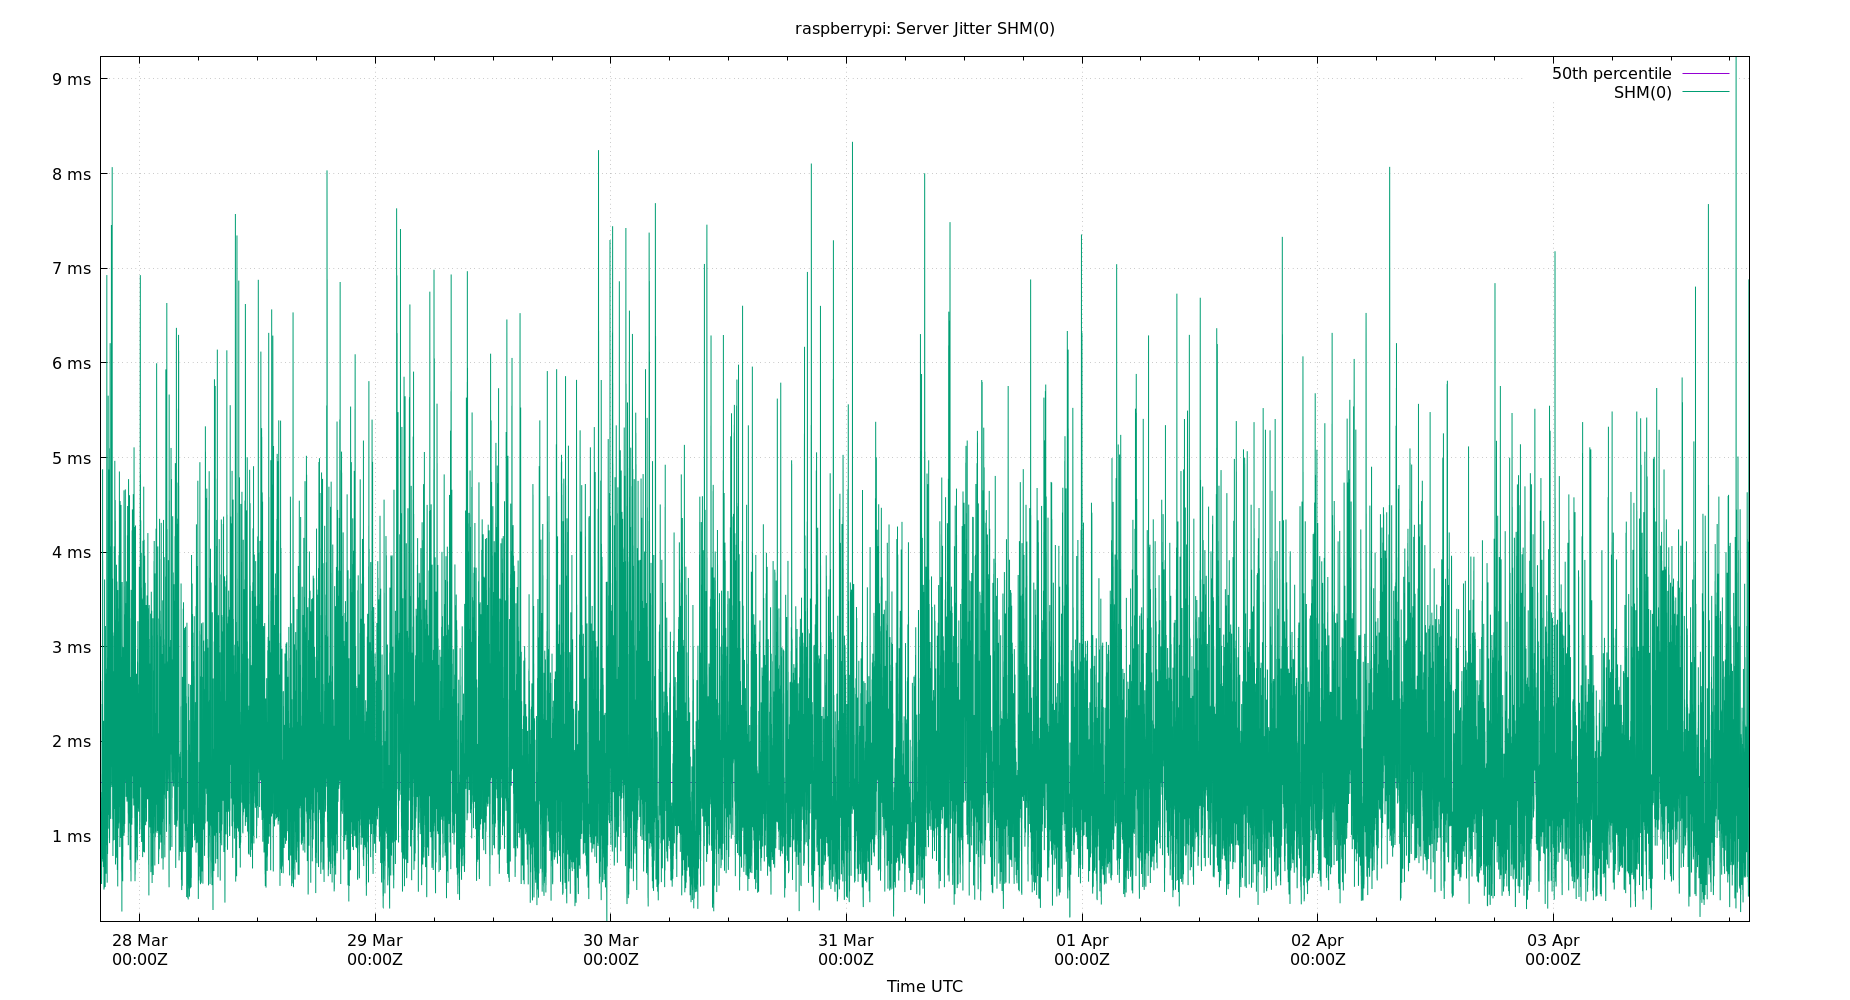 raspberrypi: Server Jitter SHM(0)
9 ms
50th percentile
SHM(0)
8 ms
7 ms
6 ms
5 ms
4 ms
3 ms
2 ms
1 ms
28 Mar 29 Mar 30 Mar 31 Mar 01 Apr 02 Apr 03 Apr
00:00Z 00:00Z 00:00Z 00:00Z 00:00Z 00:00Z 00:00Z
Time UTC